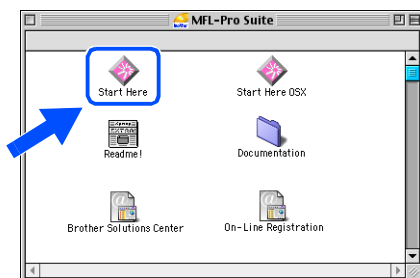 MFL-Pro Suite
Start Here
Start Here OSX
Readme!
Documentation
Brother Solutions Center
On-Line Registration